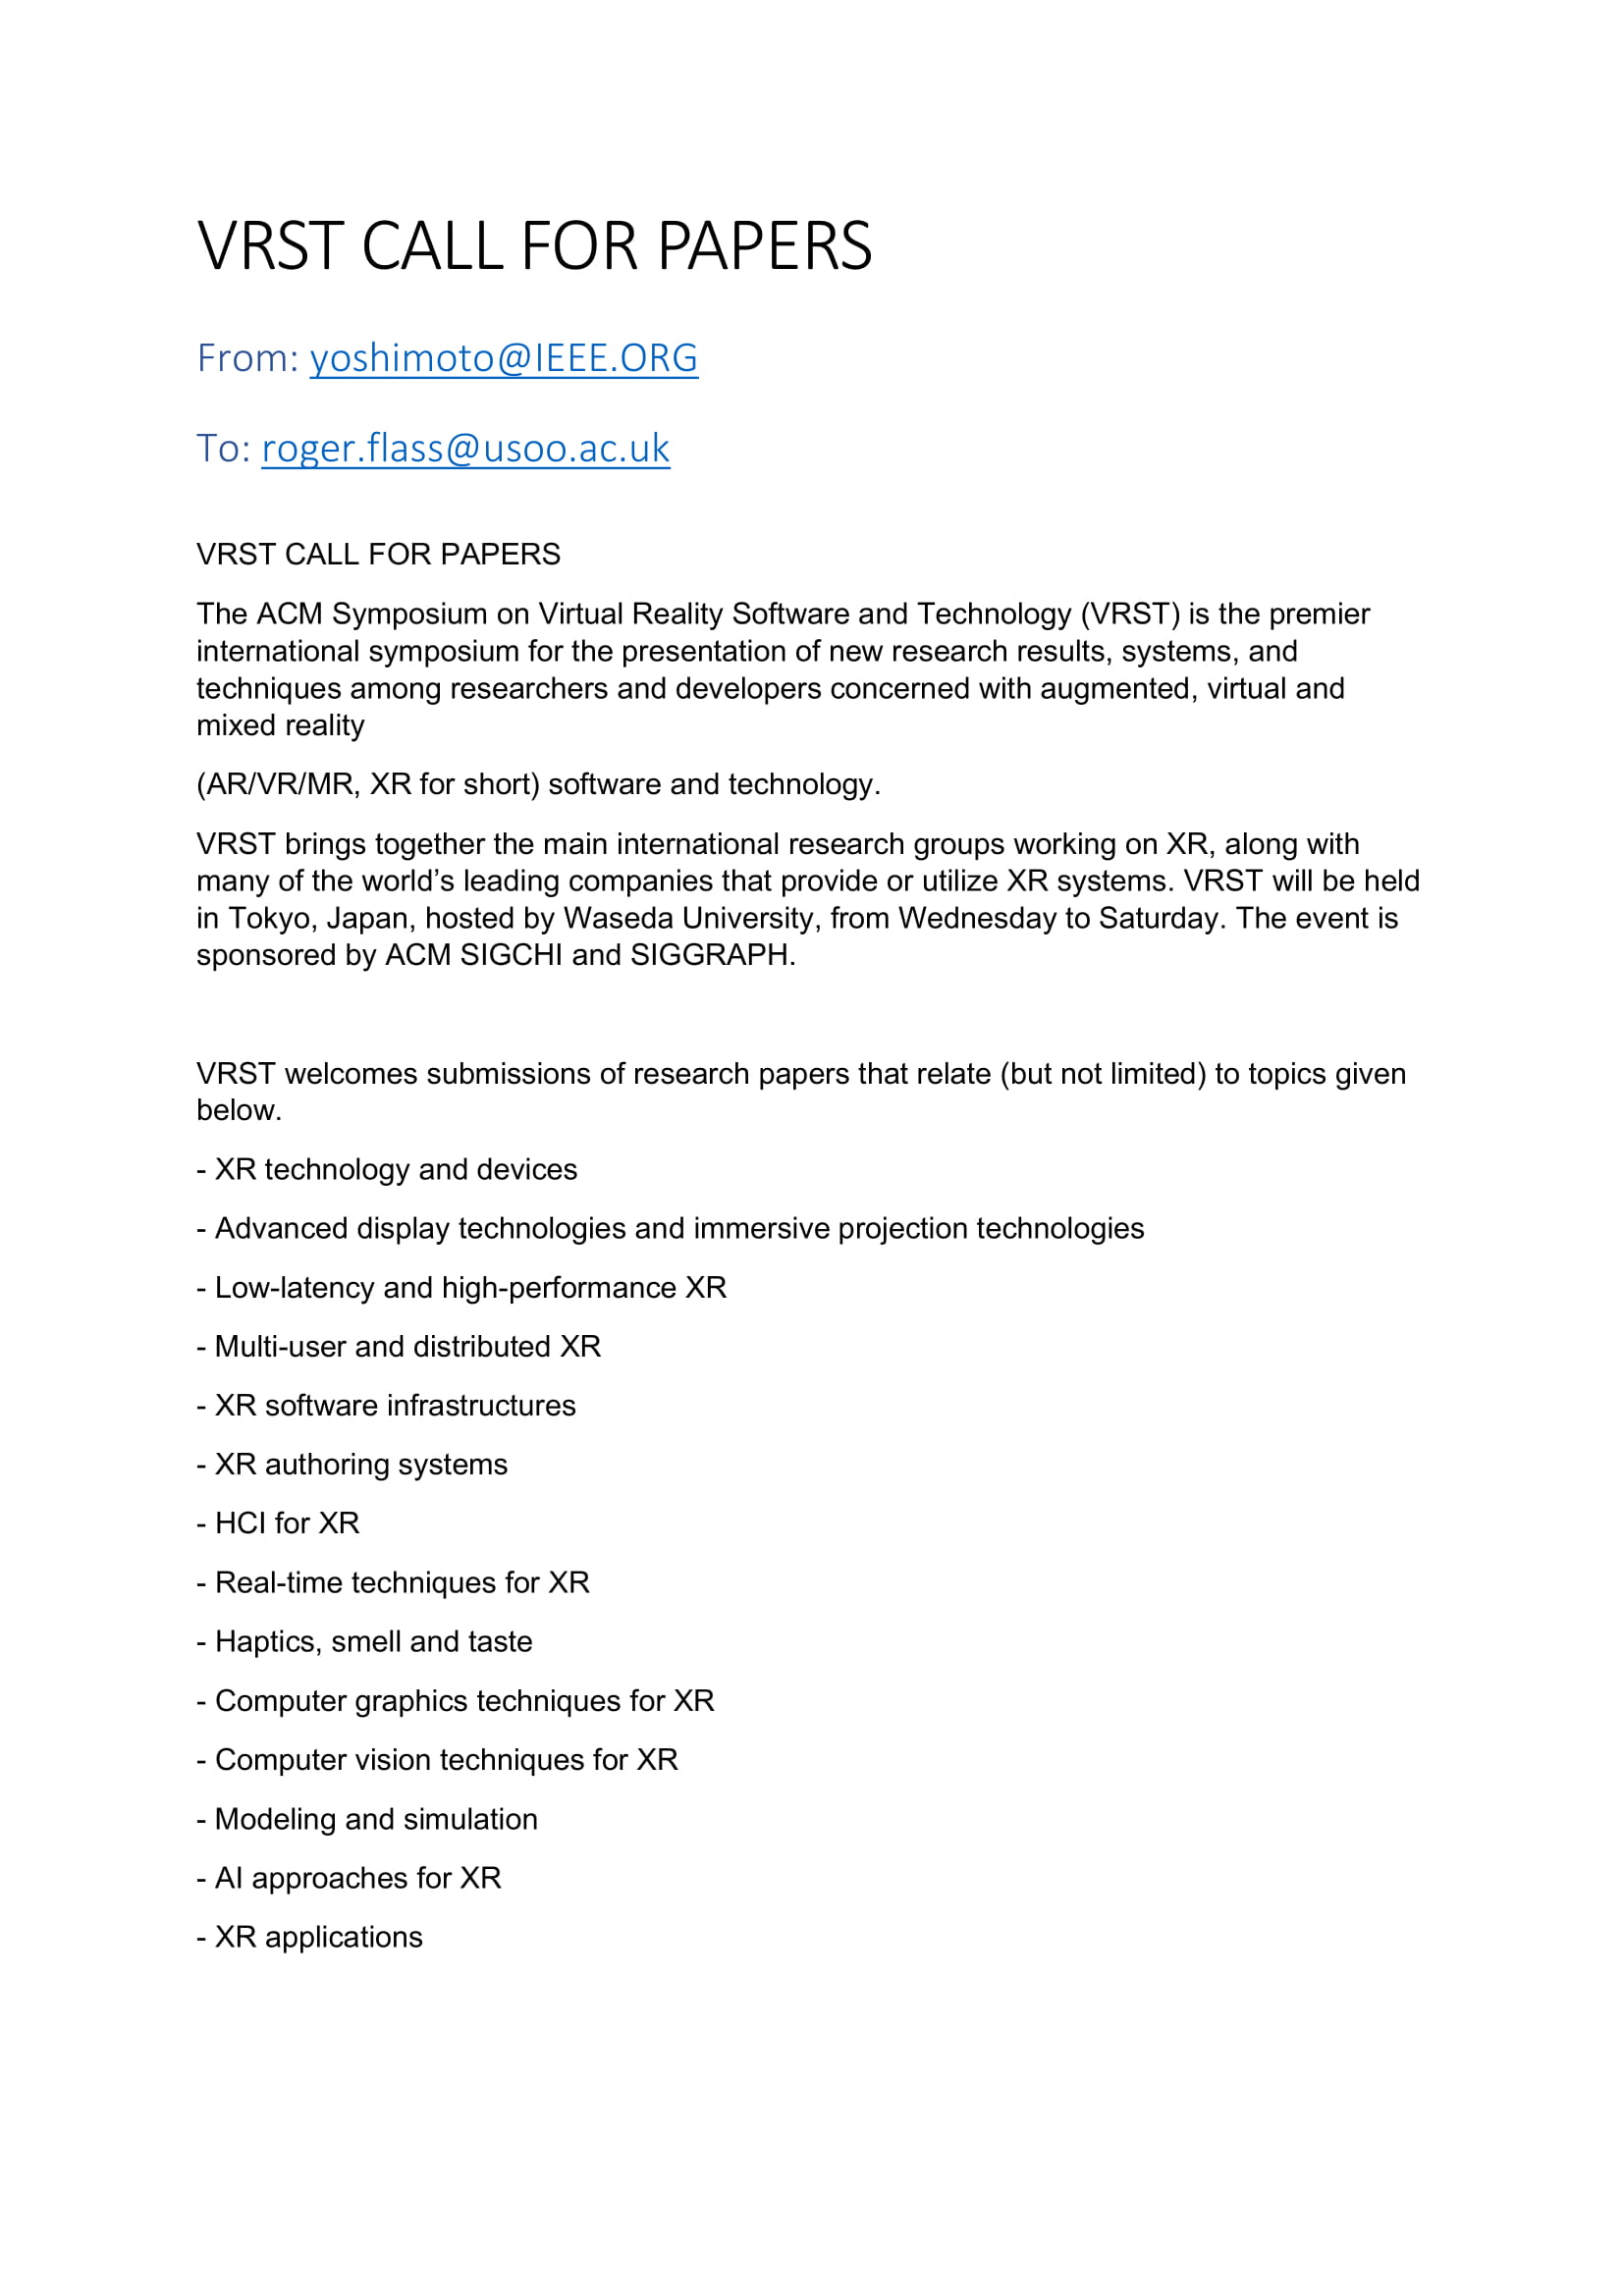 VRST CALL FOR PAPERS
From: yoshimoto@IEEE.ORG
To: roger.flass@usoo.ac.uk
VRST CALL FOR PAPERS
The ACM Symposium on Virtual Reality Software and Technology (VRST) is the premier
international symposium for the presentation of new research results, systems, and
techniques among researchers and developers concerned with augmented, virtual and
mixed reality
(AR/VR/MR, XR for short) software and technology.
VRST brings together the main international research groups working on XR, along with
many of the world’s leading companies that provide or utilize XR systems. VRST will be held
in Tokyo, Japan, hosted by Waseda University, from Wednesday to Saturday. The event is
sponsored by ACM SIGCHI and SIGGRAPH.
VRST welcomes submissions of research papers that relate (but not limited) to topics given
below.
- XR technology and devices
- Advanced display technologies and immersive projection technologies
- Low-latency and high-performance XR
- Multi-user and distributed XR
- XR software infrastructures
- XR authoring systems
- HCI for XR
- Real-time techniques for XR
- Haptics, smell and taste
- Computer graphics techniques for XR
- Computer vision techniques for XR
- Modeling and simulation
- AI approaches for XR
- XR applications